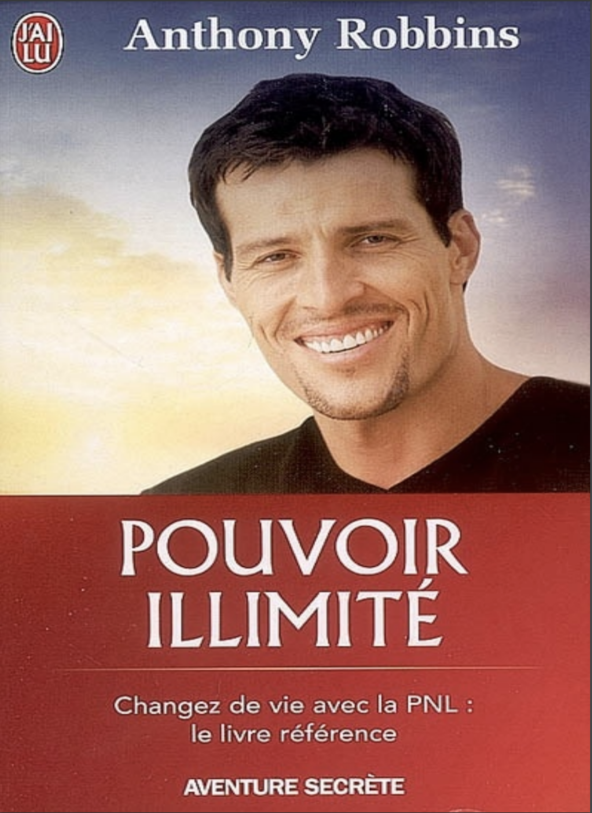 J'AI
LU
Anthony Robbins
POUVOIR
ILLIMITÉ
Changez de vie avec la PNL :
le livre référence
AVENTURE SECRÈTE